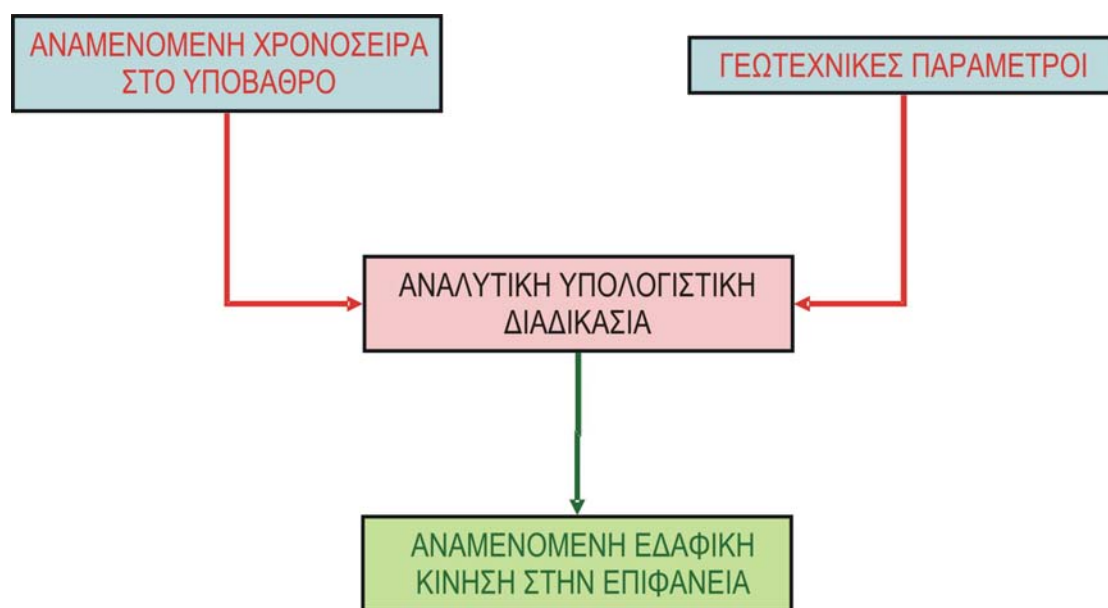 ΑΝΑΜΕΝΟΜΕΝΗ ΧΡΟΝΟΣΕΙΡΑ
ΣΤΟ ΥΠΟΒΑΘΡΟ
ΓΕΩΤΕΧΝΙΚΕΣ ΠΑΡΑΜΕΤΡΟΙ
ΑΝΑΛΥΤΙΚΗ ΥΠΟΛΟΓΙΣΤΙΚΗ
ΔΙΑΔΙΚΑΣΙΑ
ΑΝΑΜΕΝΟΜΕΝΗ ΕΔΑΦΙΚΗ
ΚΙΝΗΣΗ ΣΤΗΝ ΕΠΙΦΑΝΕΙΑ